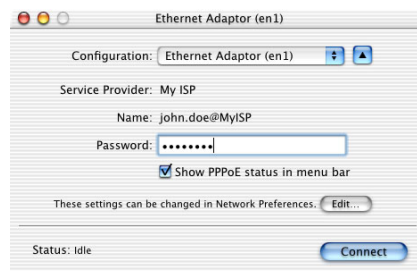 Ethernet Adaptor (en1)
Configuration: Ethernet Adaptor (en1)
Service Provider: My ISP
Name: john.doe@MyISP
Password: ••••••••
Show PPPoE status in menu bar
These settings can be changed in Network Preferences. Edit...
Status: Idle Connect